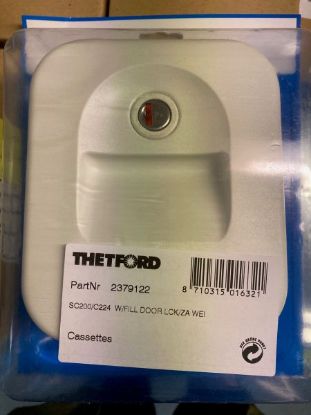 THETFORD
PartNr 2379122
8 710315 016321
SC200/C224 W/FILL DOOR LCK/ZA WEI
Cassettes